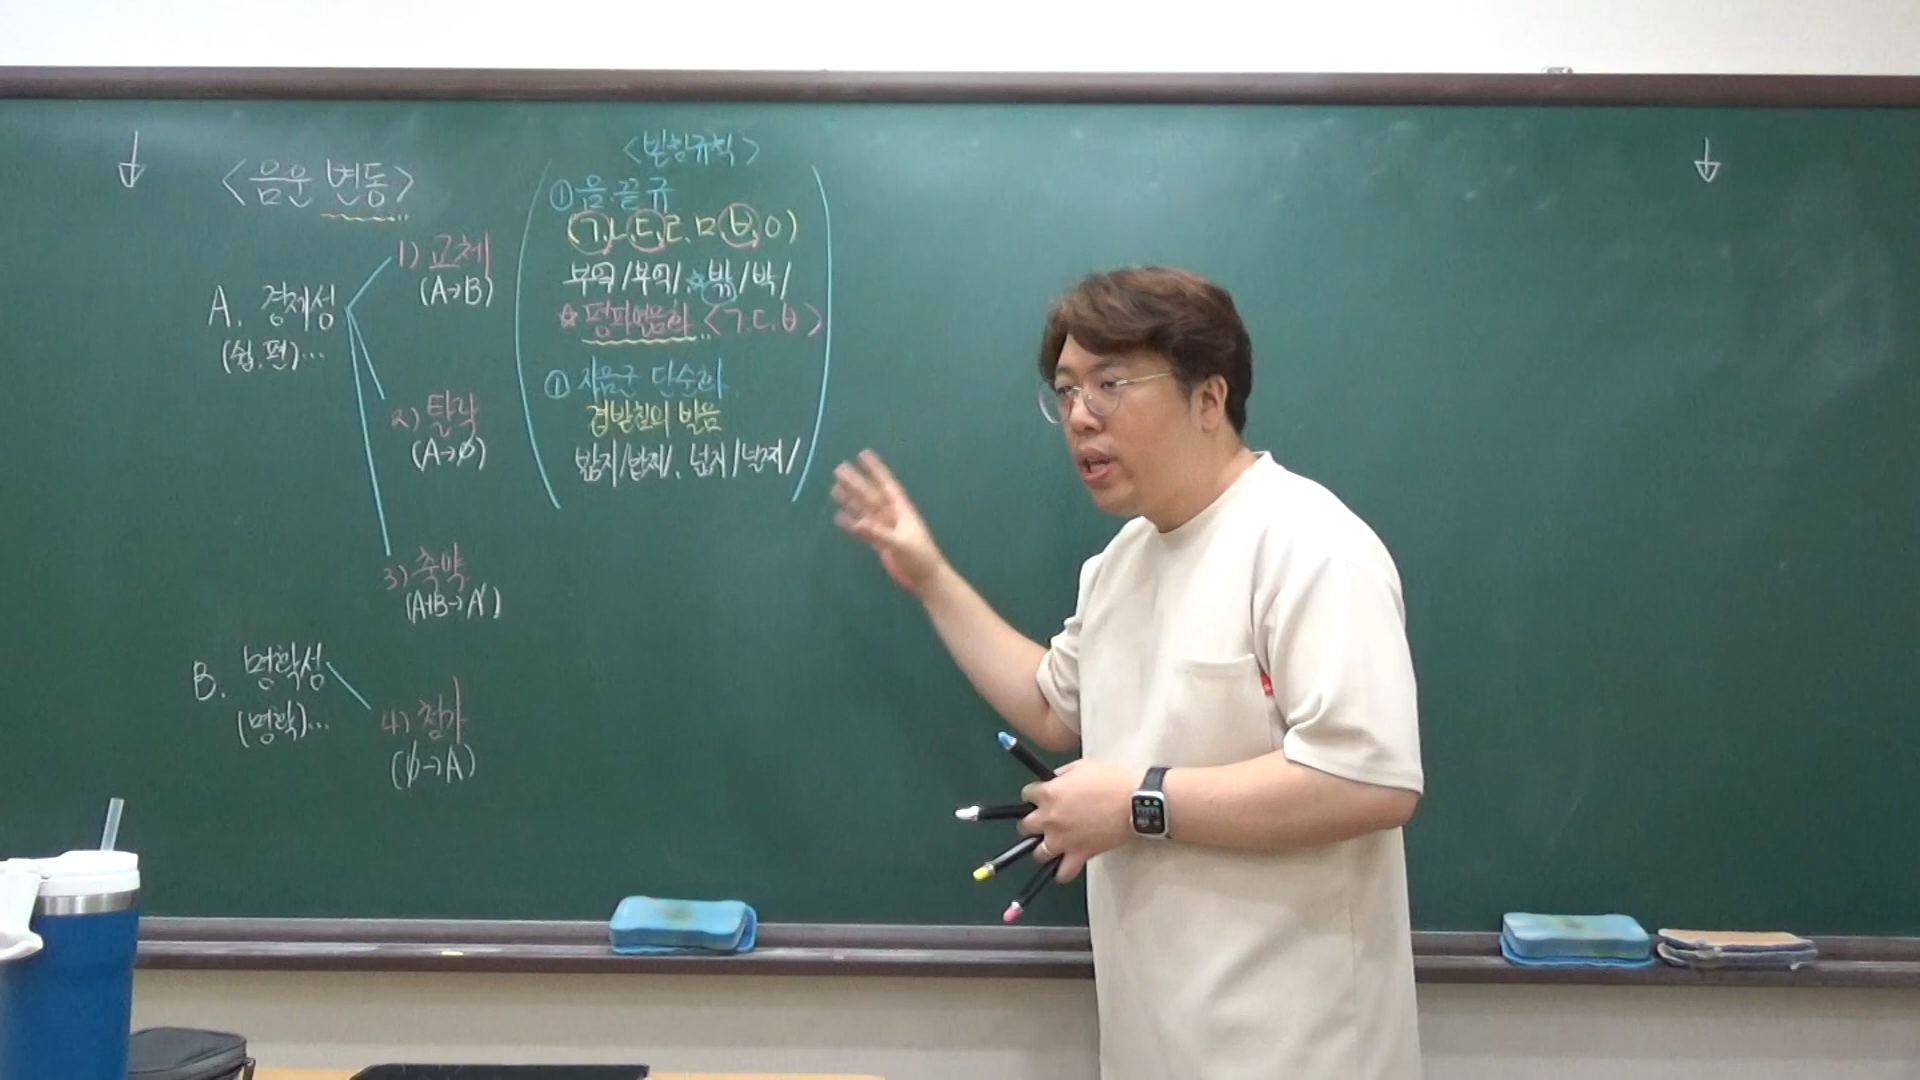 <음운 변동>
A. 경제성
(쉽.편)...
1) 교체
(A→B)
2) 탈락
(A→∅)
3) 축약
(A+B→A')
B. 명확성
(명확)...
4) 첨가
(∅→A)
<받침규칙>
① 음.끝.규
(ㄱ,ㄴ,ㄷ,ㄹ,ㅁ,ㅂ,ㅇ)
부엌/부억/, ☆밖/박/
☆ 평파열음화 <ㄱ.ㄷ.ㅂ>
① 자음군 단순화
겹받침의 발음
밟지/밥찌/, 넓지/널찌/